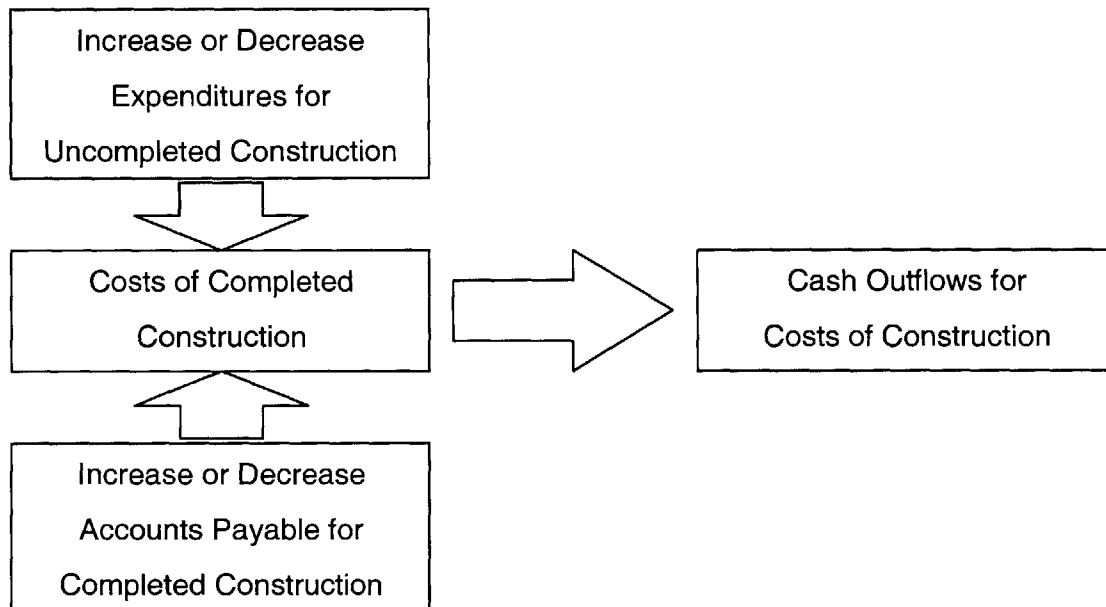 Increase or Decrease
Expenditures for
Uncompleted Construction
Costs of Completed
Construction
Cash Outflows for
Costs of Construction
Increase or Decrease
Accounts Payable for
Completed Construction